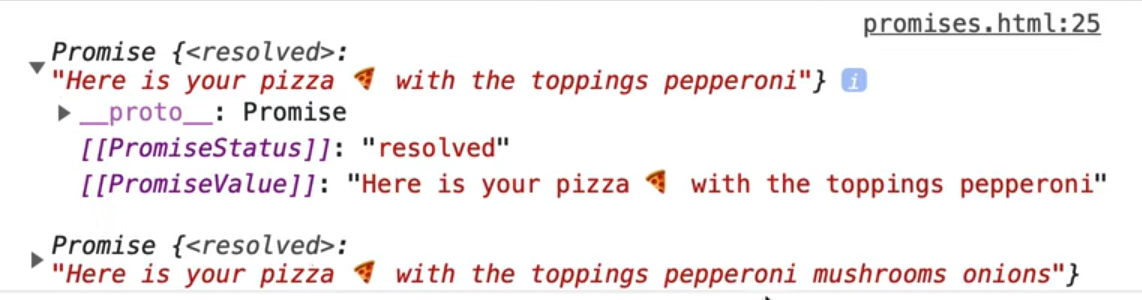 promises.html:25
Promise {<resolved>:
"Here is your pizza 🍕 with the toppings pepperoni"} i
__proto__: Promise
[[PromiseStatus]]: "resolved"
[[PromiseValue]]: "Here is your pizza 🍕 with the toppings pepperoni"
Promise {<resolved>:
"Here is your pizza 🍕 with the toppings pepperoni mushrooms onions"}